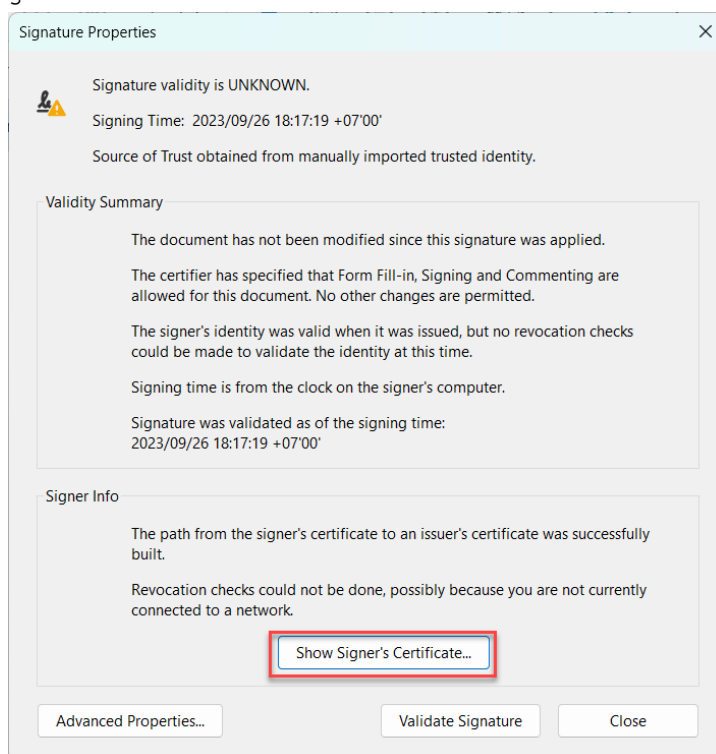 Signature Properties
Signature validity is UNKNOWN.
Signing Time: 2023/09/26 18:17:19 +07'00'
Source of Trust obtained from manually imported trusted identity.
Validity Summary
The document has not been modified since this signature was applied.
The certifier has specified that Form Fill-in, Signing and Commenting are
allowed for this document. No other changes are permitted.
The signer's identity was valid when it was issued, but no revocation checks
could be made to validate the identity at this time.
Signing time is from the clock on the signer's computer.
Signature was validated as of the signing time:
2023/09/26 18:17:19 +07'00'
Signer Info
The path from the signer's certificate to an issuer's certificate was successfully
built.
Revocation checks could not be done, possibly because you are not currently
connected to a network.
Show Signer's Certificate...
Advanced Properties...
Validate Signature
Close